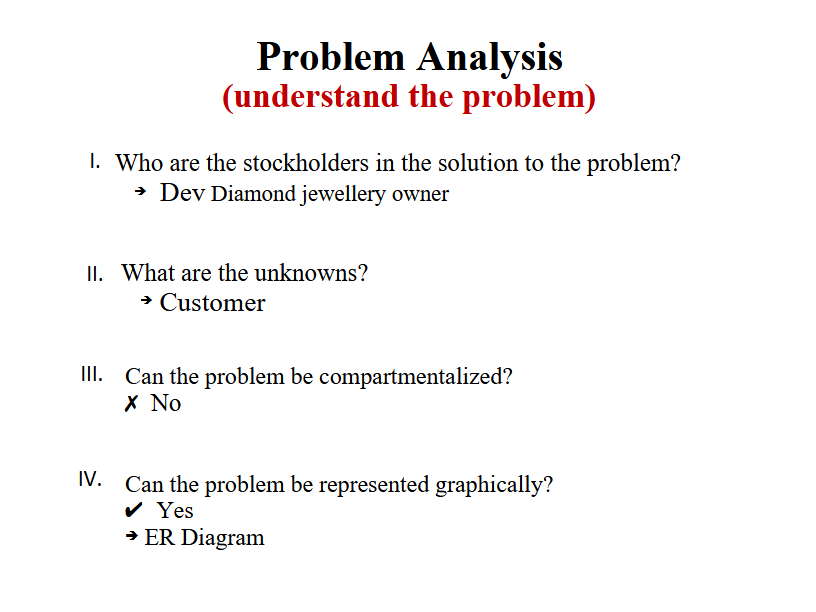 Problem Analysis
(understand the problem)
I. Who are the stockholders in the solution to the problem?
➔ Dev Diamond jewellery owner
II. What are the unknowns?
➔ Customer
III. Can the problem be compartmentalized?
✗ No
IV. Can the problem be represented graphically?
✔ Yes
➔ ER Diagram